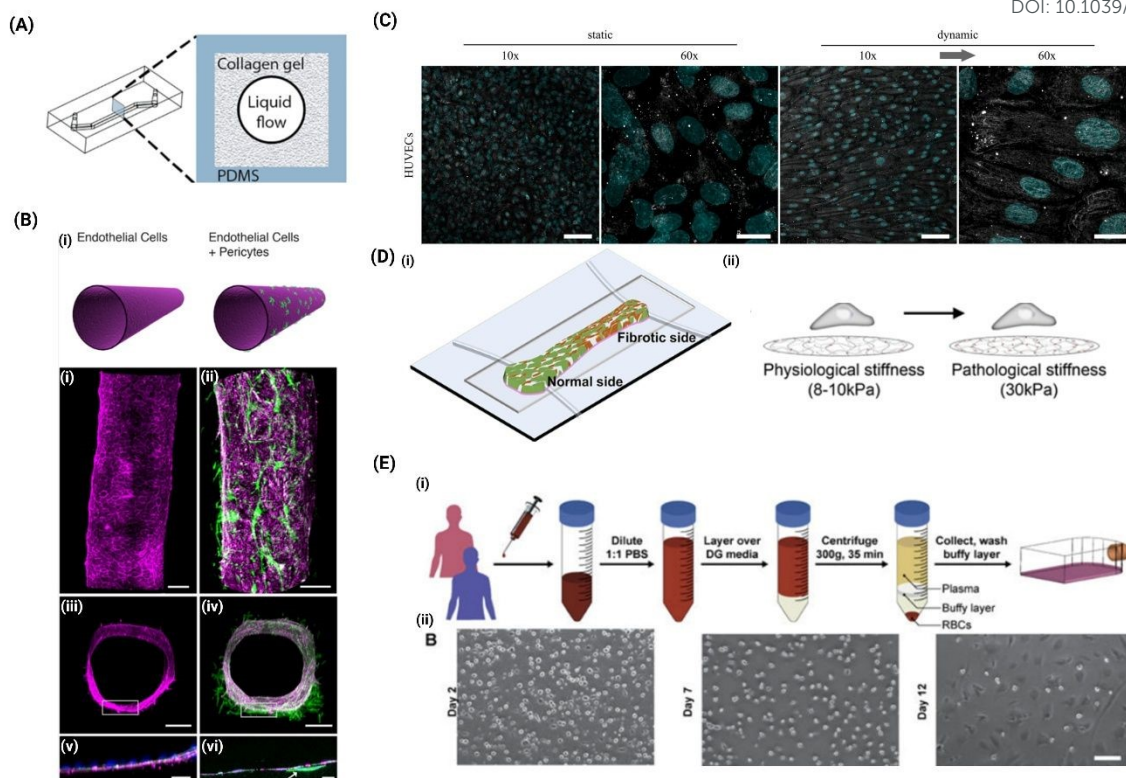 DOI: 10.1039/
(A)
Collagen gel
Liquid
flow
PDMS
(B)
(i)
Endothelial Cells
Endothelial Cells
+ Pericytes
(i)
(ii)
(iii)
(iv)
(v)
(vi)
(C)
static
dynamic
10x
60x
10x
60x
HUVECs
(D)
(i)
Fibrotic side
Normal side
(ii)
Physiological stiffness
(8-10kPa)
Pathological stiffness
(30kPa)
(E)
(i)
Dilute
1:1 PBS
Layer over
DG media
Centrifuge
300g, 35 min
Collect, wash
buffy layer
Plasma
Buffy layer
RBCs
(ii)
B
Day 2
Day 7
Day 12